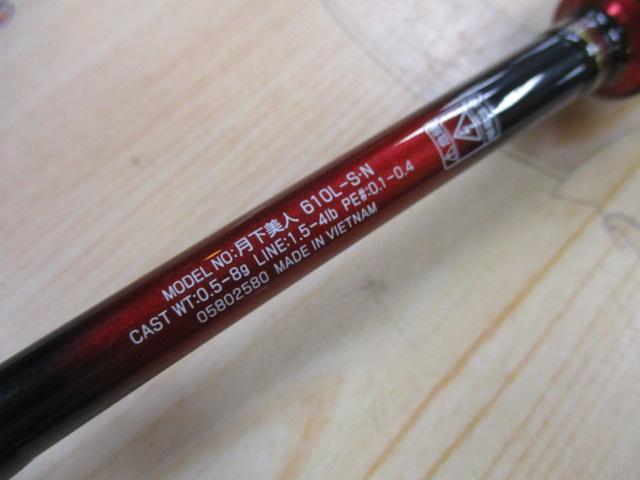 MODEL NO:月下美人 610L-S・N
CAST WT:0.5-8g LINE:1.5-4lb PE#:0.1-0.4
05802580 MADE IN VIETNAM